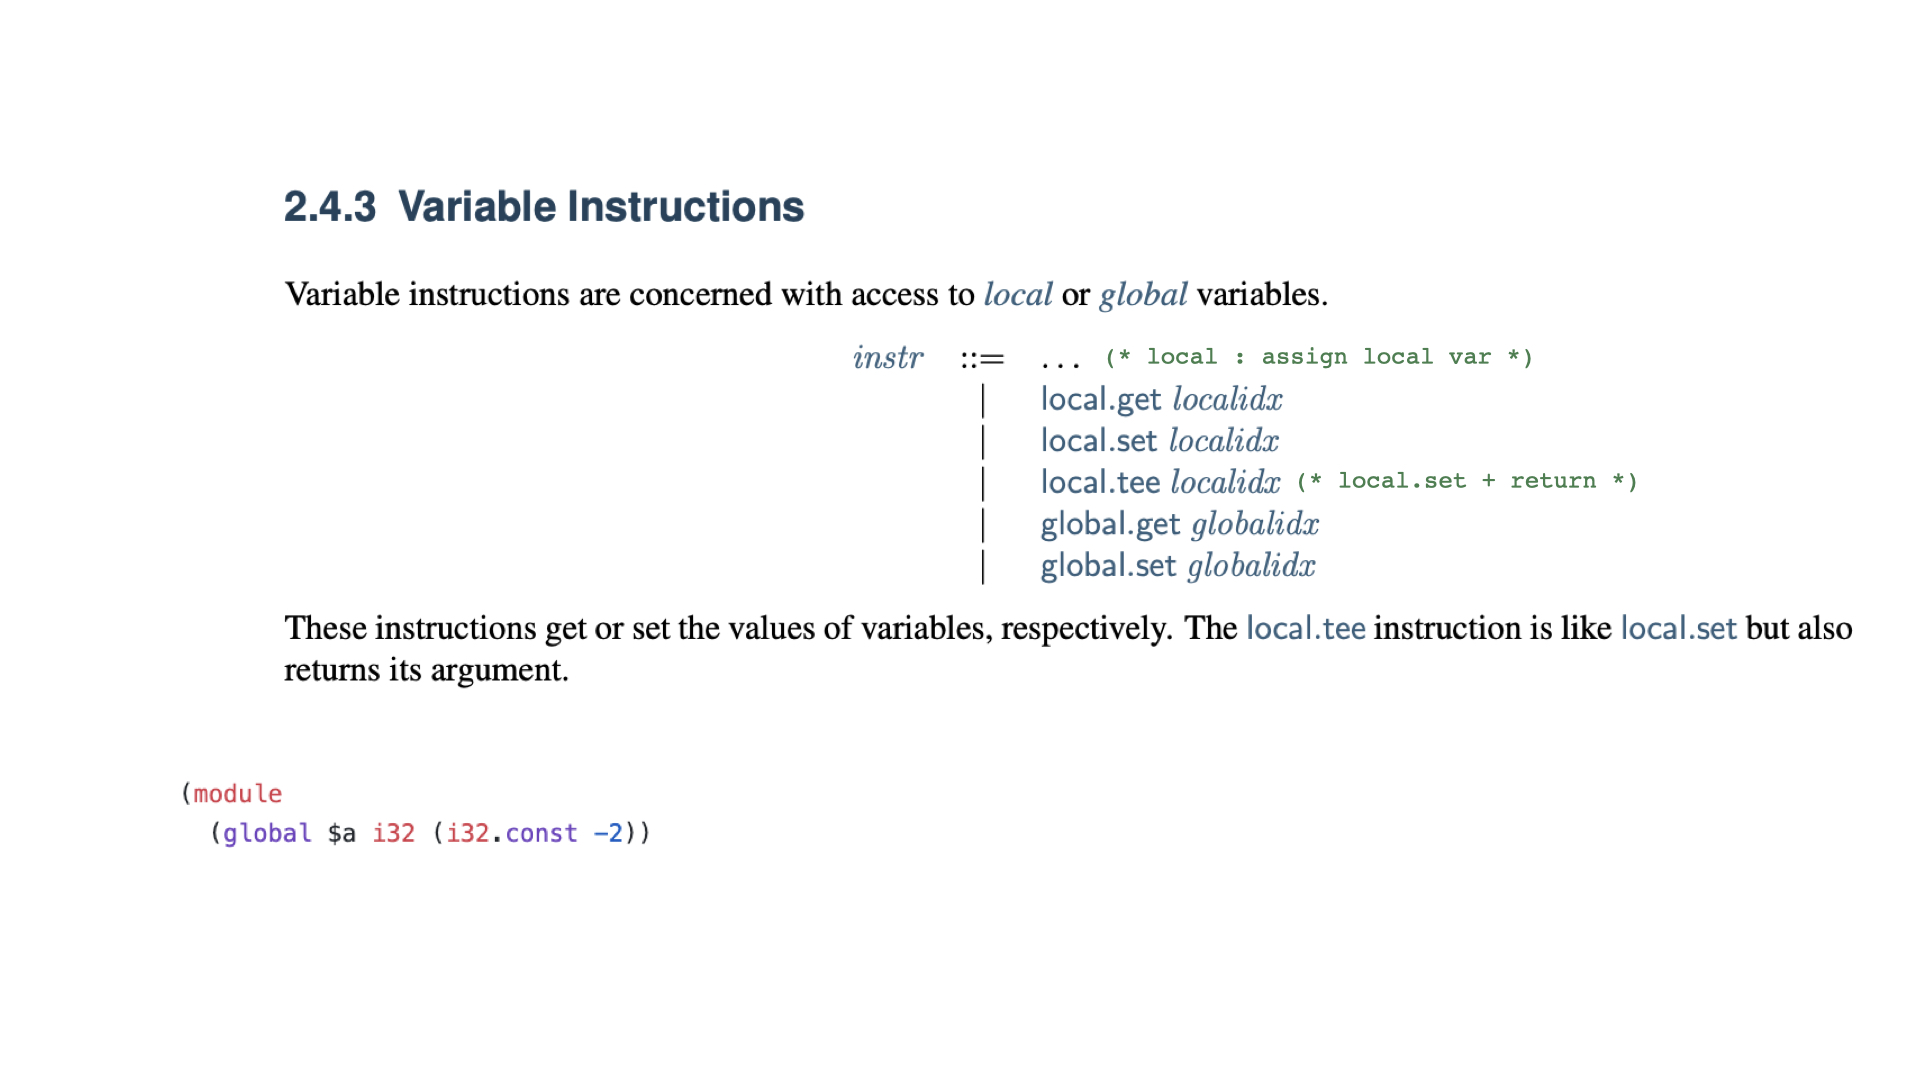 2.4.3 Variable Instructions
Variable instructions are concerned with access to local or global variables.
instr ::= ... (* local : assign local var *)
| local.get localidx
| local.set localidx
| local.tee localidx (* local.set + return *)
| global.get globalidx
| global.set globalidx
These instructions get or set the values of variables, respectively. The local.tee instruction is like local.set but also
returns its argument.
(module
(global $a i32 (i32.const -2))